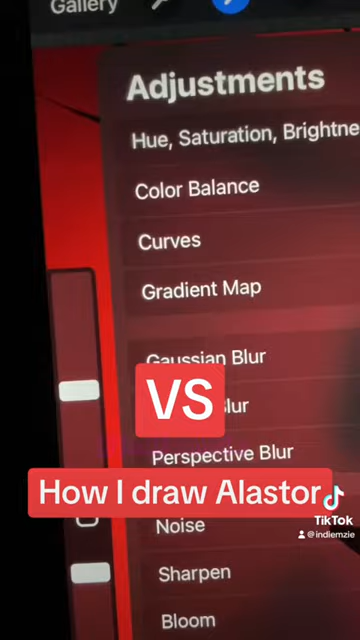 Gallery
Adjustments
Hue, Saturation, Brightne
Color Balance
Curves
Gradient Map
Gaussian Blur
VS
Blur
Perspective Blur
How I draw Alastor
TikTok
Noise
@indiemzie
Sharpen
Bloom